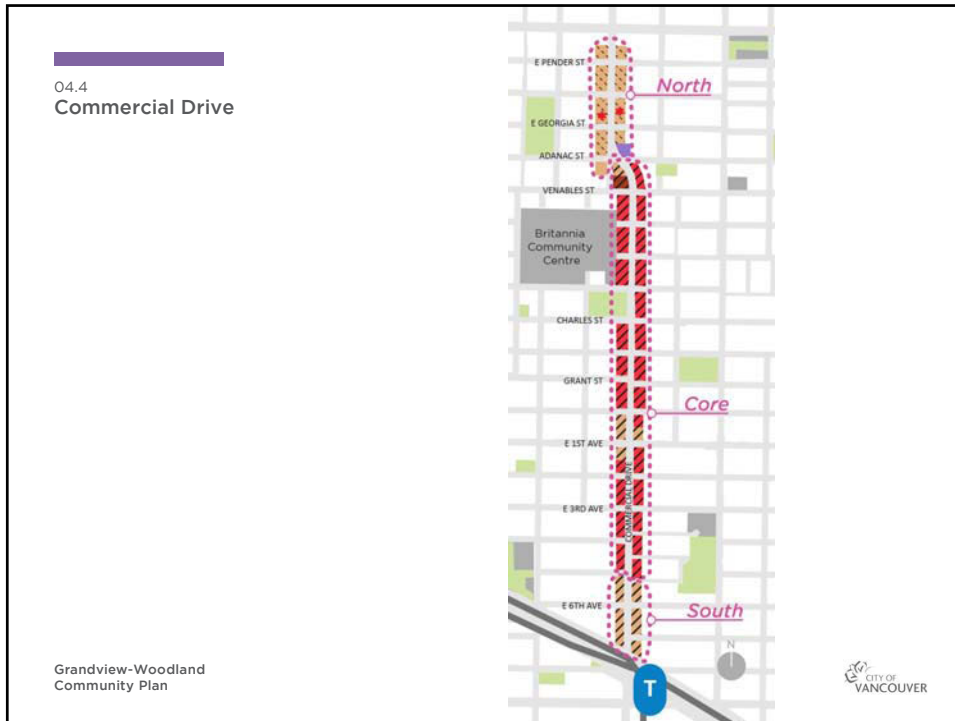 04.4
Commercial Drive
E PENDER ST
North
E GEORGIA ST
ADANAC ST
VENABLES ST
Britannia
Community
Centre
CHARLES ST
GRANT ST
Core
E 1ST AVE
COMMERCIAL DRIVE
E 3RD AVE
E 6TH AVE
South
N
T
Grandview-Woodland
Community Plan
CITY OF
VANCOUVER